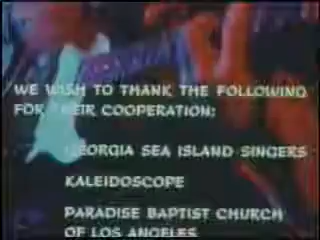 WE WISH TO THANK THE FOLLOWING
FOR THEIR COOPERATION:
GEORGIA SEA ISLAND SINGERS
KALEIDOSCOPE
PARADISE BAPTIST CHURCH
OF LOS ANGELES